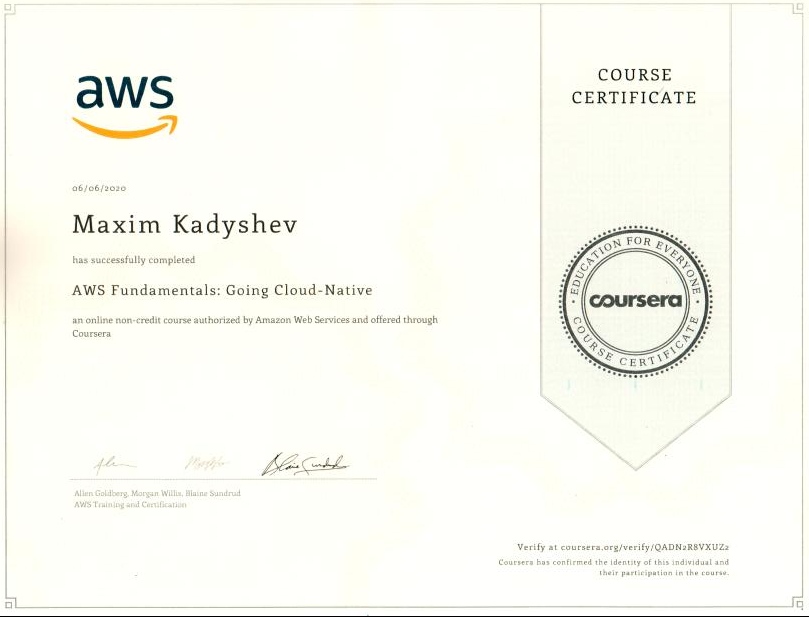 aws
COURSE
CERTIFICATE
06/06/2020
Maxim Kadyshev
has successfully completed
AWS Fundamentals: Going Cloud-Native
an online non-credit course authorized by Amazon Web Services and offered through
Coursera
EDUCATION FOR EVERYONE
coursera
COURSE CERTIFICATE
Allen Goldberg, Morgan Willis, Blaine Sundrud
AWS Training and Certification
Verify at coursera.org/verify/QADN2R8VXUZ2
Coursera has confirmed the identity of this individual and
their participation in the course.